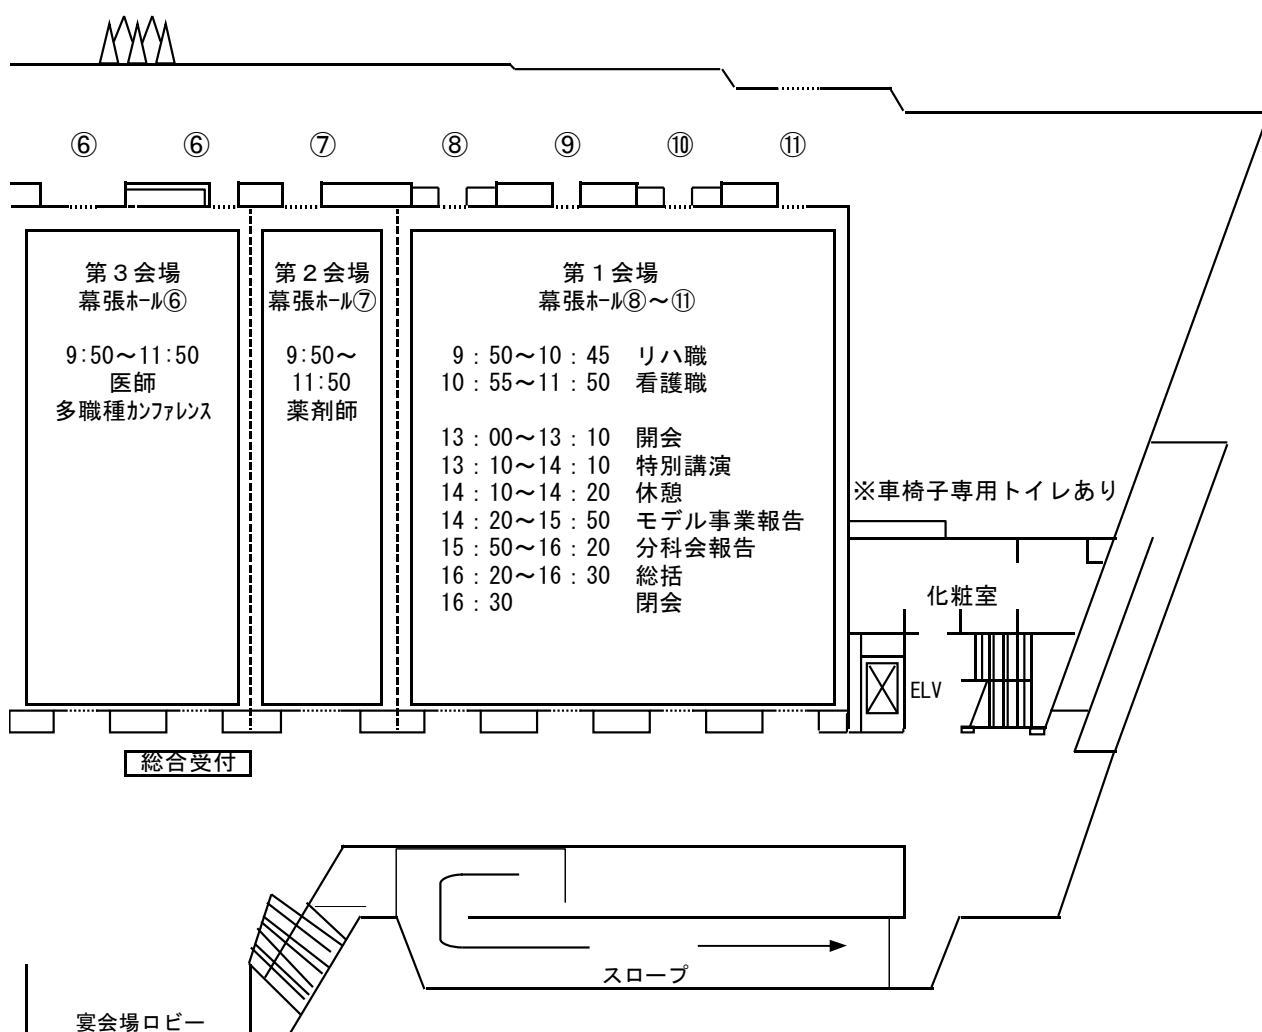 ⑥ ⑥ ⑦ ⑧ ⑨ ⑩ ⑪
第３会場
幕張ﾎｰﾙ⑥
9:50～11:50
医師
多職種ｶﾝﾌｧﾚﾝｽ
第２会場
幕張ﾎｰﾙ⑦
9:50～
11:50
薬剤師
第１会場
幕張ﾎｰﾙ⑧～⑪
9：50～10：45 リハ職
10：55～11：50 看護職
13：00～13：10 開会
13：10～14：10 特別講演
14：10～14：20 休憩
14：20～15：50 モデル事業報告
15：50～16：20 分科会報告
16：20～16：30 総括
16：30 閉会
※車椅子専用トイレあり
化粧室
ELV
総合受付
スロープ
宴会場ロビー